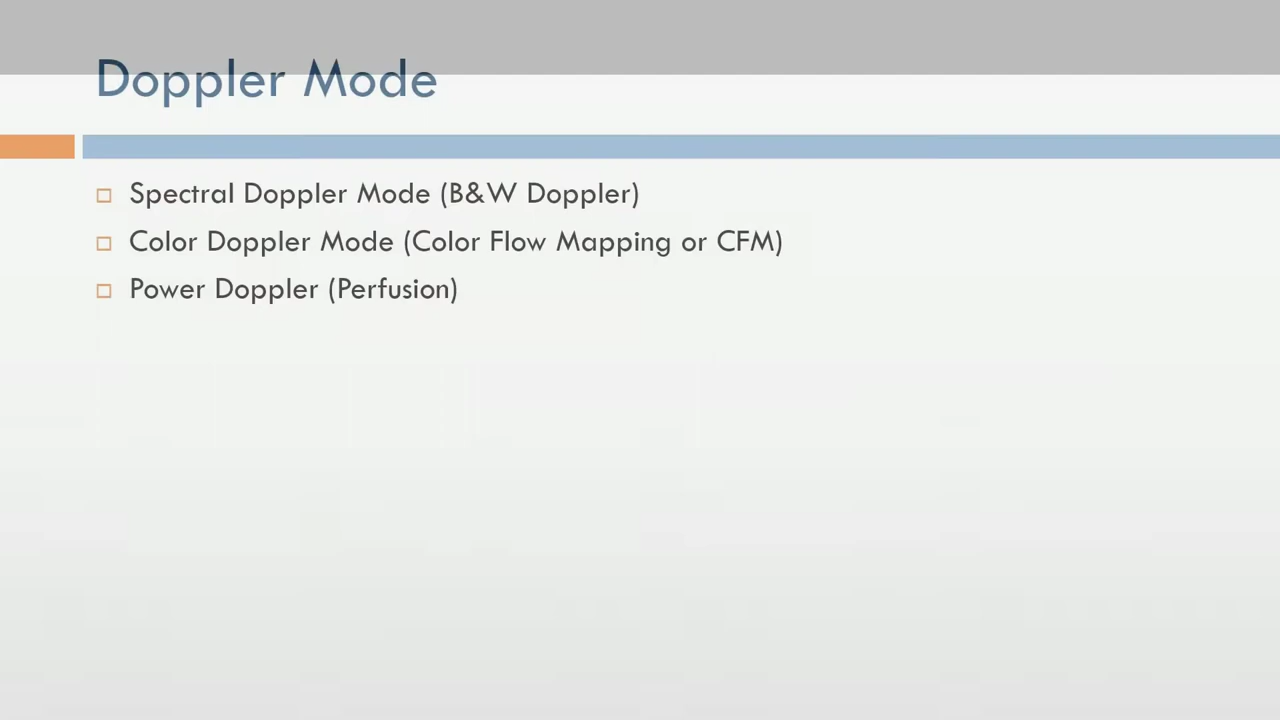 Doppler Mode
Spectral Doppler Mode (B&W Doppler)
Color Doppler Mode (Color Flow Mapping or CFM)
Power Doppler (Perfusion)